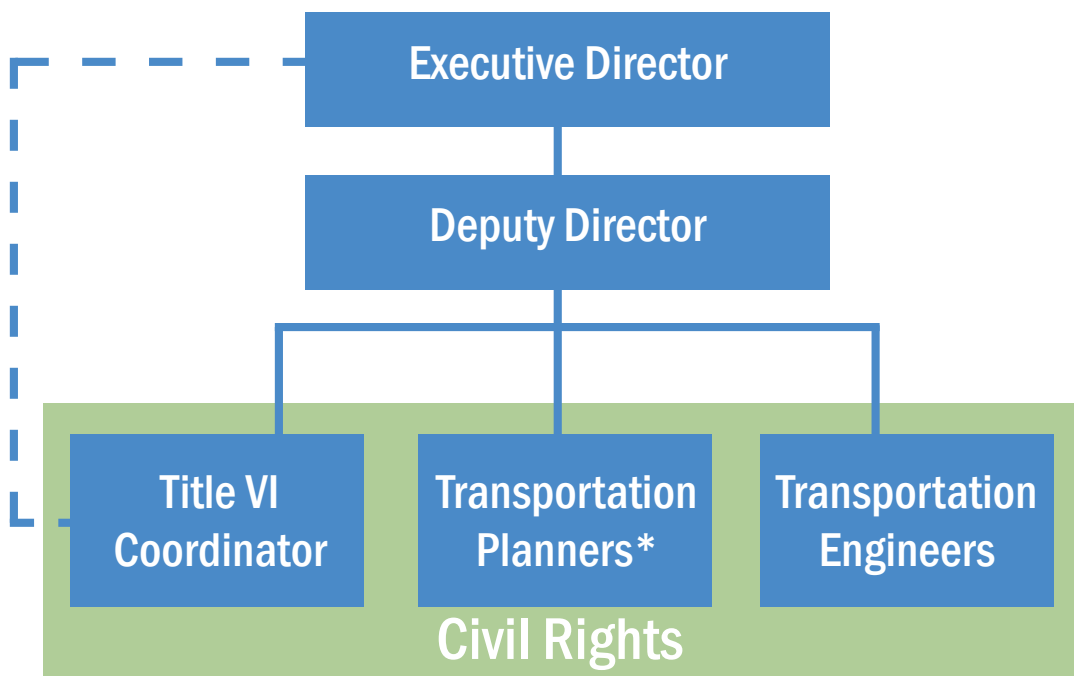 Executive Director
Deputy Director
Title VI
Coordinator
Transportation
Planners*
Transportation
Engineers
Civil Rights